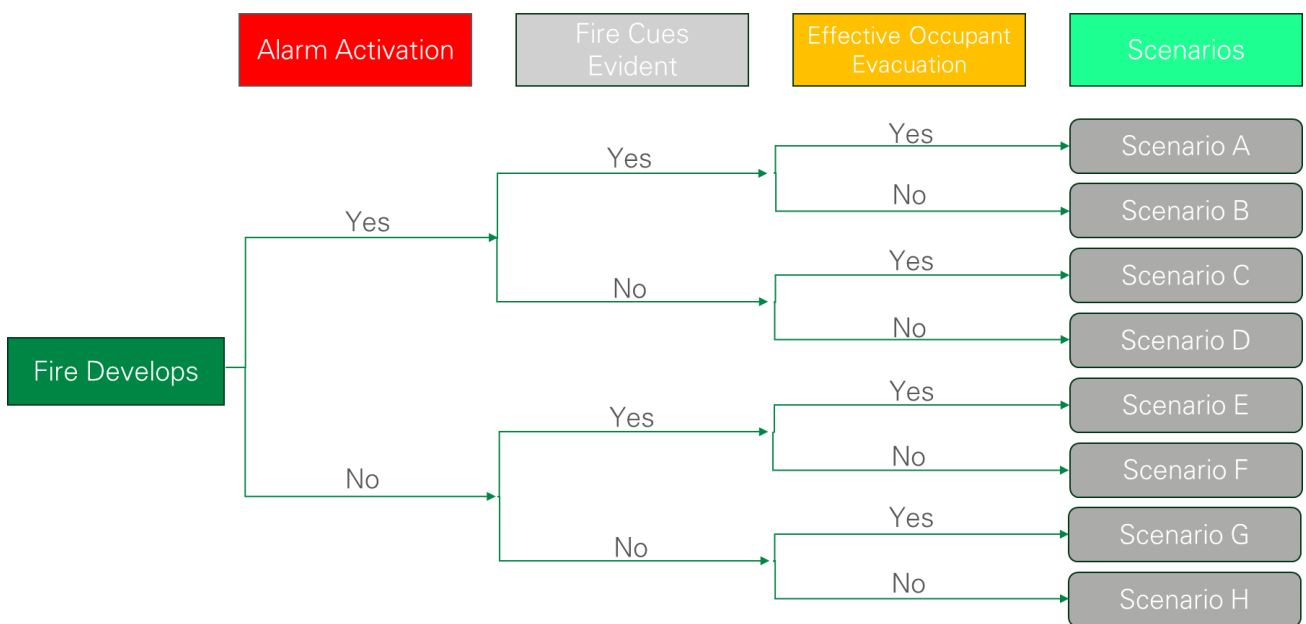 Alarm Activation
Fire Cues
Evident
Effective Occupant
Evacuation
Scenarios
Yes
Scenario A
Yes
No
Scenario B
Yes
Yes
Scenario C
No
No
Scenario D
Fire Develops
Yes
Scenario E
Yes
No
Scenario F
No
Yes
Scenario G
No
No
Scenario H